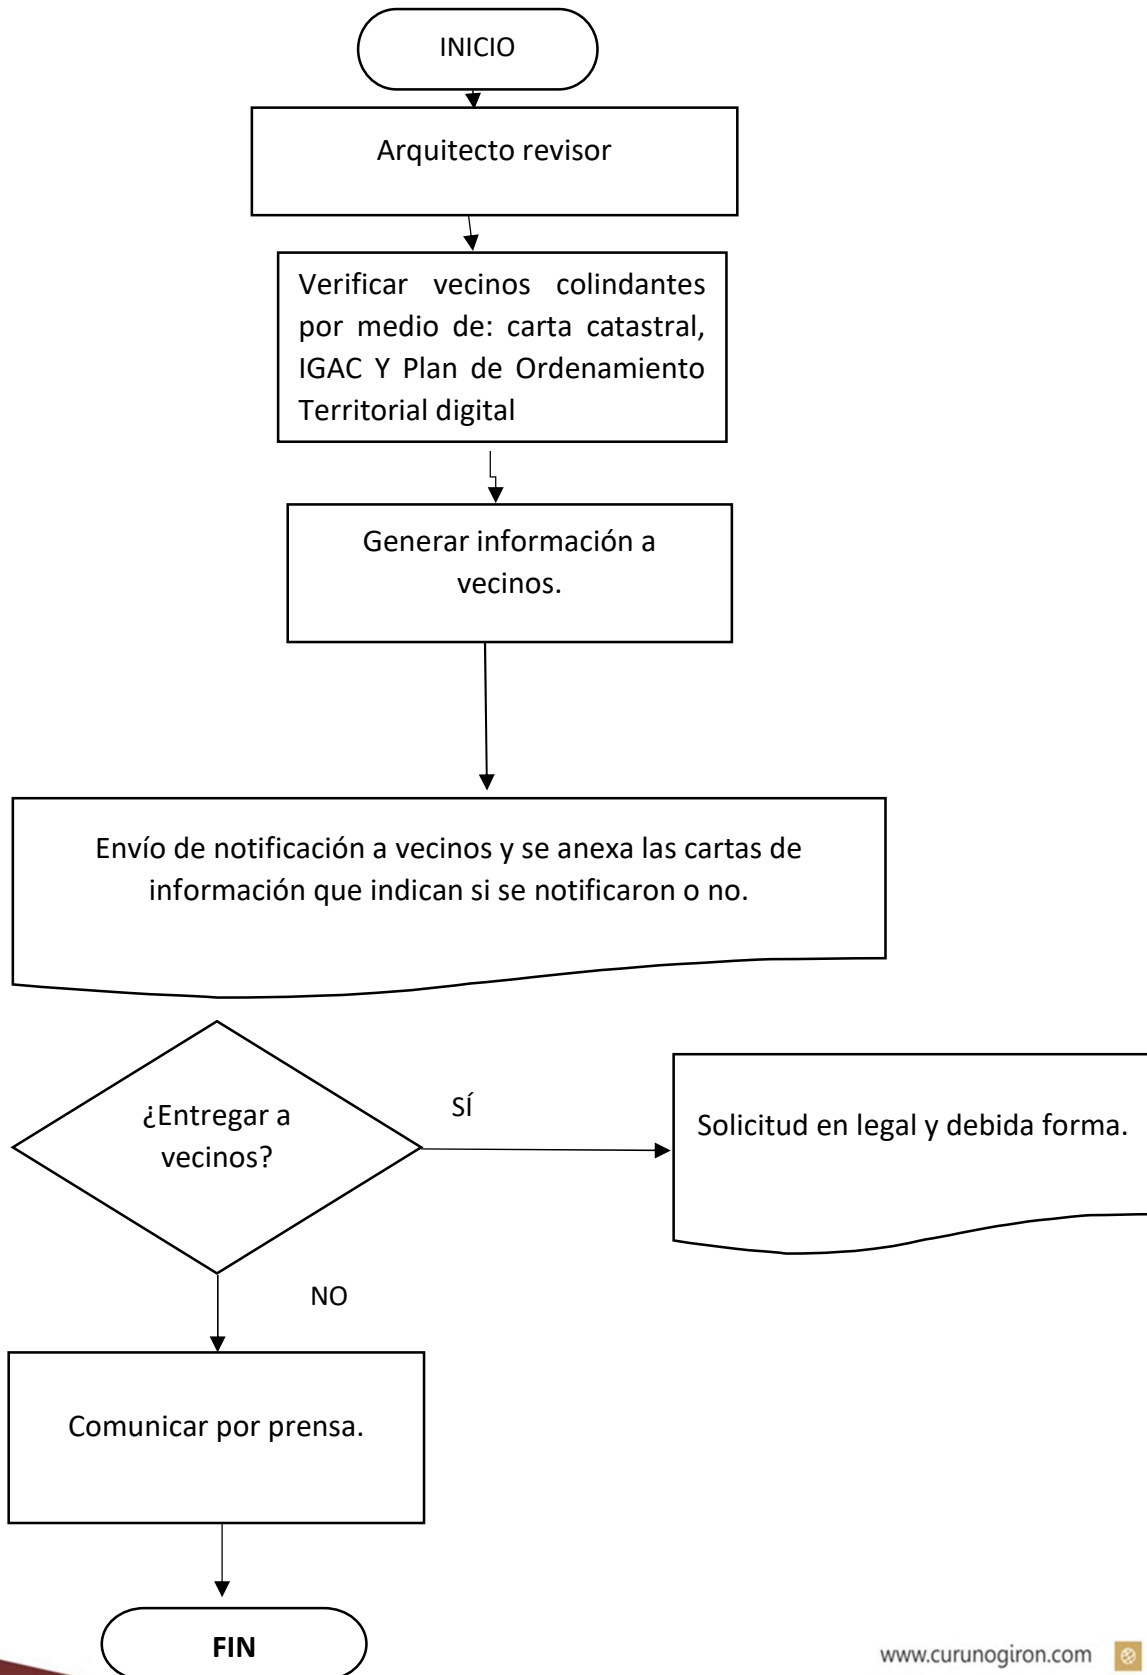 INICIO
Arquitecto revisor
Verificar vecinos colindantes
por medio de: carta catastral,
IGAC Y Plan de Ordenamiento
Territorial digital
Generar información a
vecinos.
Envío de notificación a vecinos y se anexa las cartas de
información que indican si se notificaron o no.
¿Entregar a
vecinos?
SÍ
Solicitud en legal y debida forma.
NO
Comunicar por prensa.
FIN
www.curunogiron.com